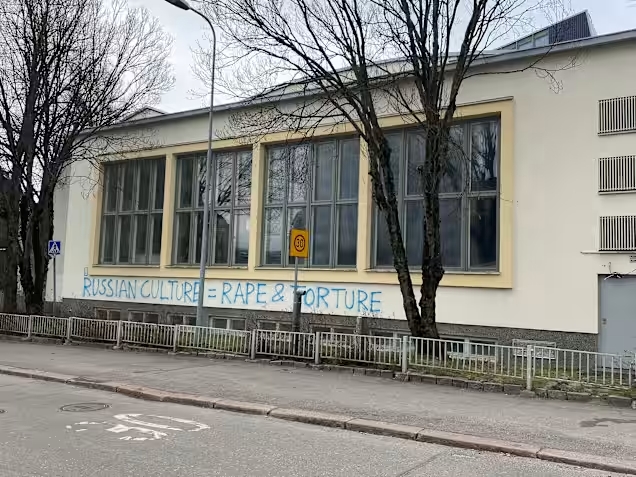 30
RUSSIAN CULTURE = RAPE & TORTURE